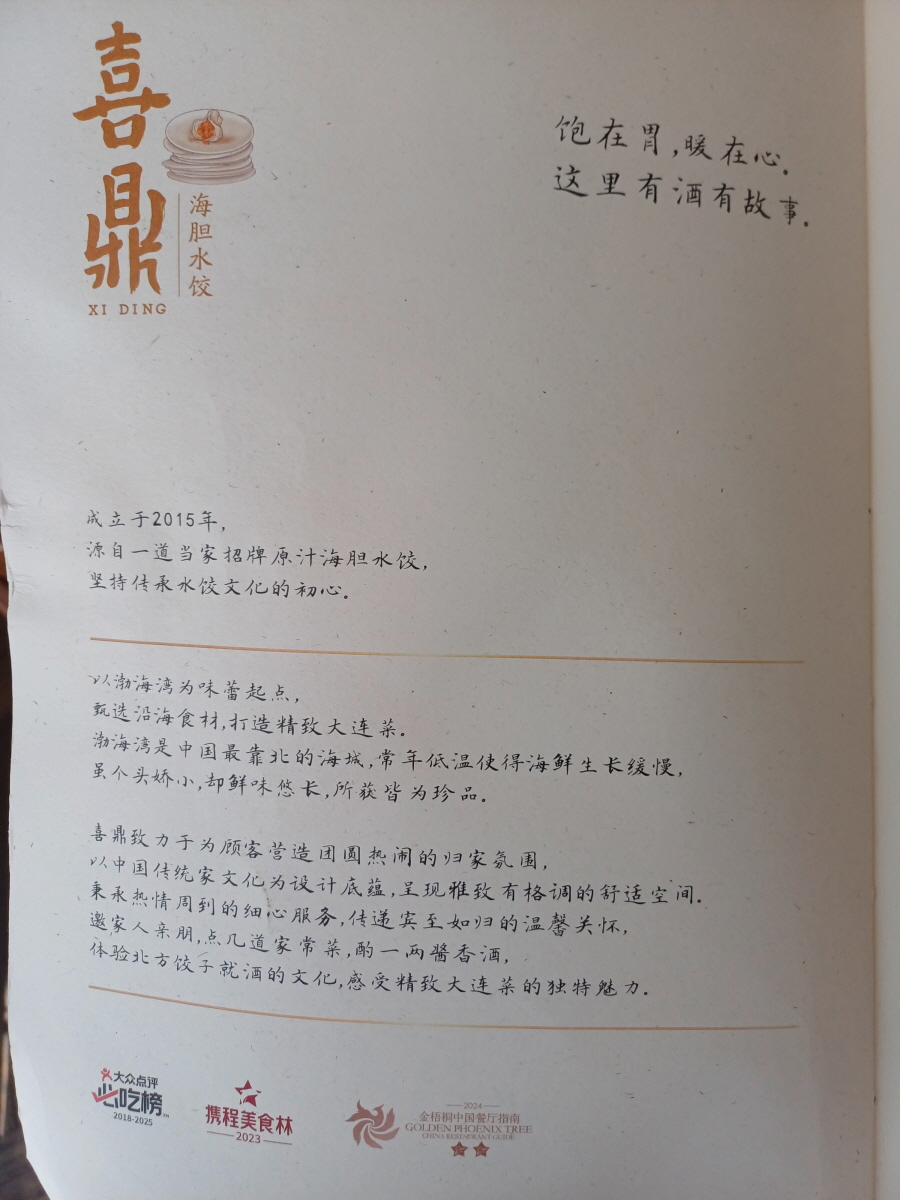 喜鼎
海胆水饺
XI DING
饱在胃,暖在心.
这里有酒有故事.
成立于2015年,
源自一道当家招牌原汁海胆水饺,
坚持传承水饺文化的初心.
以渤海湾为味蕾起点,
甄选沿海食材,打造精致大连菜.
渤海湾是中国最靠北的海城,常年低温使得海鲜生长缓慢,
虽个头娇小,却鲜味悠长,所获皆为珍品.
喜鼎致力于为顾客营造团圆热闹的归家氛围,
以中国传统家文化为设计底蕴,呈现雅致有格调的舒适空间.
秉承热情周到的细心服务,传递宾至如归的温馨关怀,
邀家人亲朋,点几道家常菜,酌一两酱香酒,
体验北方饺子就酒的文化,感受精致大连菜的独特魅力.
大众点评
必吃榜™
2018-2025
携程美食林
2023
2024
金梧桐中国餐厅指南
GOLDEN PHOENIX TREE
CHINA RESTAURANT GUIDE